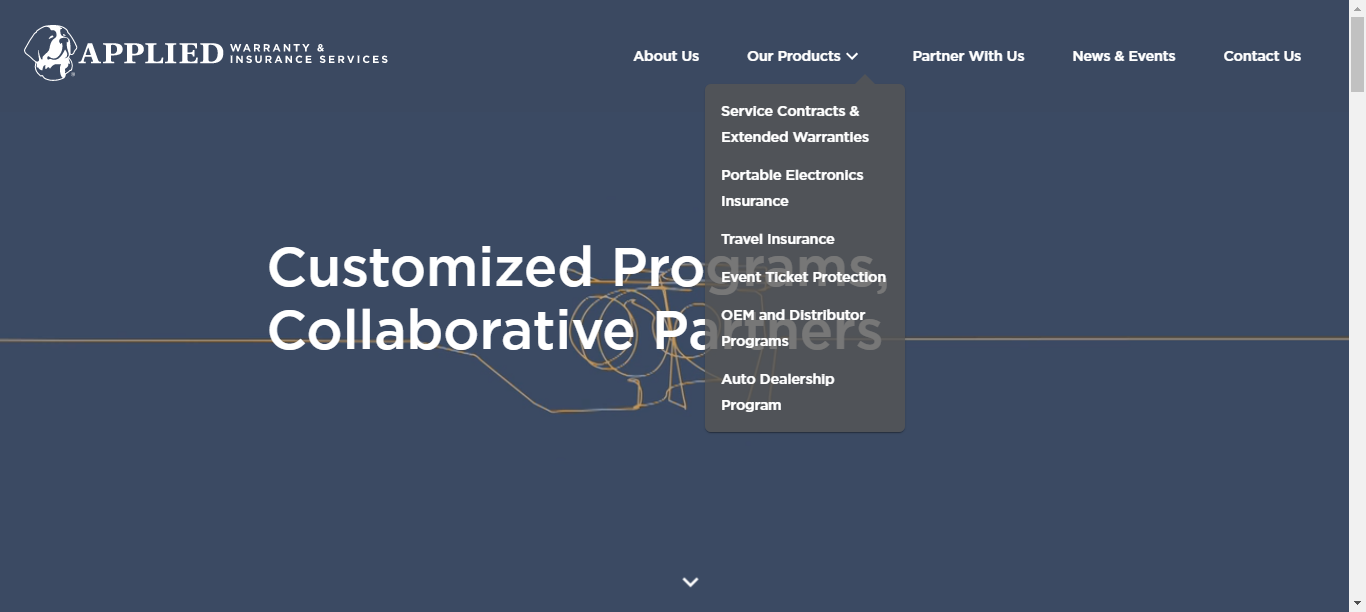 APPLIED WARRANTY &
INSURANCE SERVICES
About Us
Our Products
Partner With Us
News & Events
Contact Us
Service Contracts &
Extended Warranties
Portable Electronics
Insurance
Travel Insurance
Event Ticket Protection
OEM and Distributor
Programs
Auto Dealership
Program
Customized Programs,
Collaborative Partners